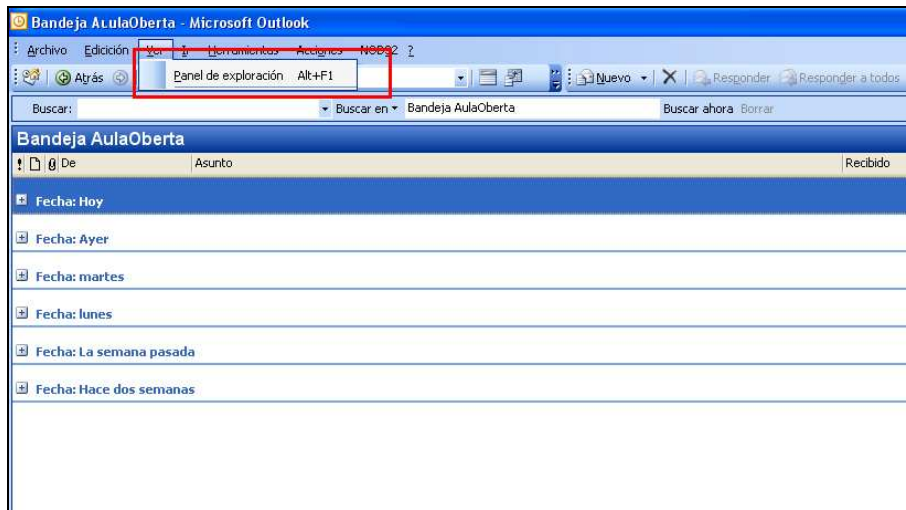 Bandeja AulaOberta - Microsoft Outlook
Archivo Edición Ver Ir Herramientas Acciones NOD32 ?
Atrás Panel de exploración Alt+F1 Nuevo Responder Responder a todos
Buscar: Buscar en Bandeja AulaOberta Buscar ahora Borrar
Bandeja AulaOberta
! De Asunto Recibido
Fecha: Hoy
Fecha: Ayer
Fecha: martes
Fecha: lunes
Fecha: La semana pasada
Fecha: Hace dos semanas